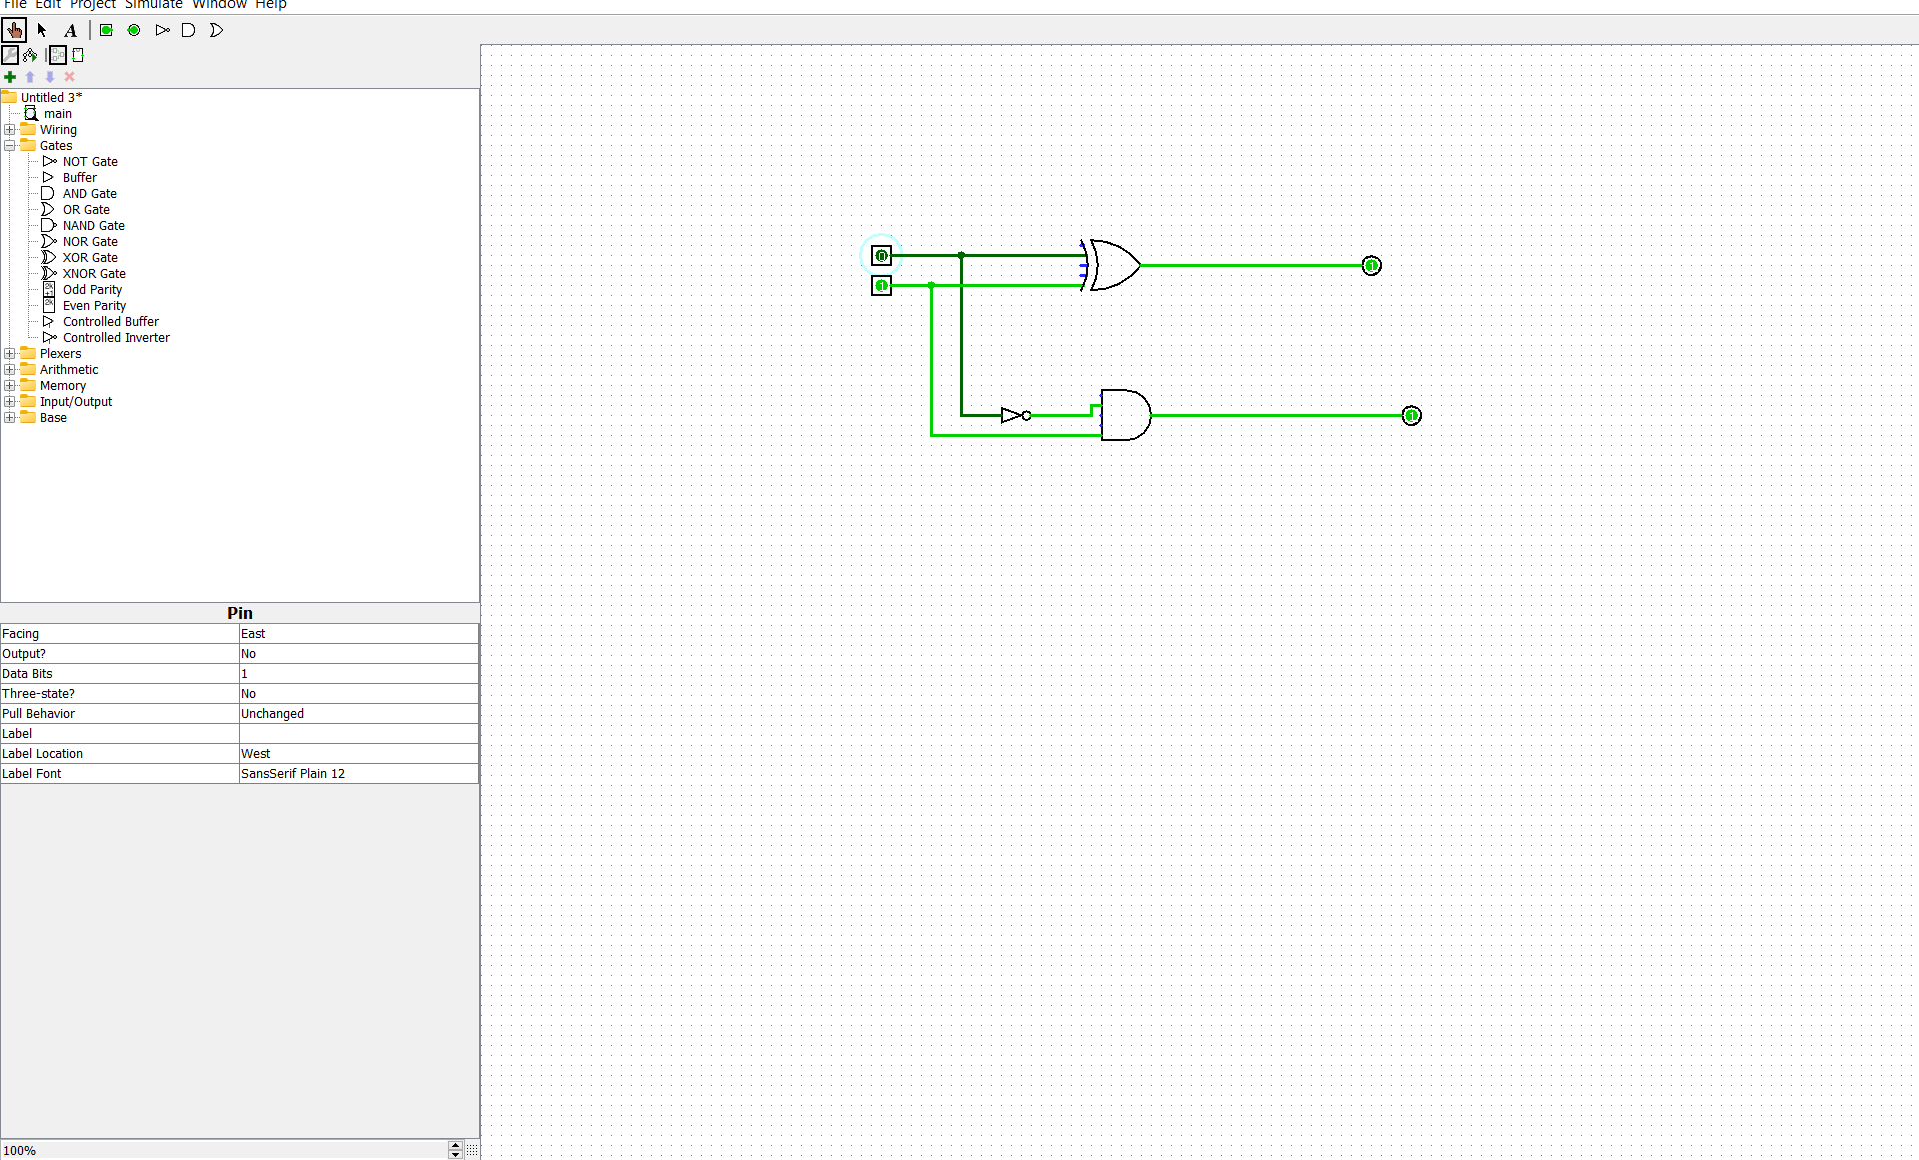 File Edit Project Simulate Window Help
A
Untitled 3*
main
Wiring
Gates
NOT Gate
Buffer
AND Gate
OR Gate
NAND Gate
NOR Gate
XOR Gate
XNOR Gate
Odd Parity
Even Parity
Controlled Buffer
Controlled Inverter
Plexers
Arithmetic
Memory
Input/Output
Base
0
1
1
1
Pin
Facing East
Output? No
Data Bits 1
Three-state? No
Pull Behavior Unchanged
Label
Label Location West
Label Font SansSerif Plain 12
100%